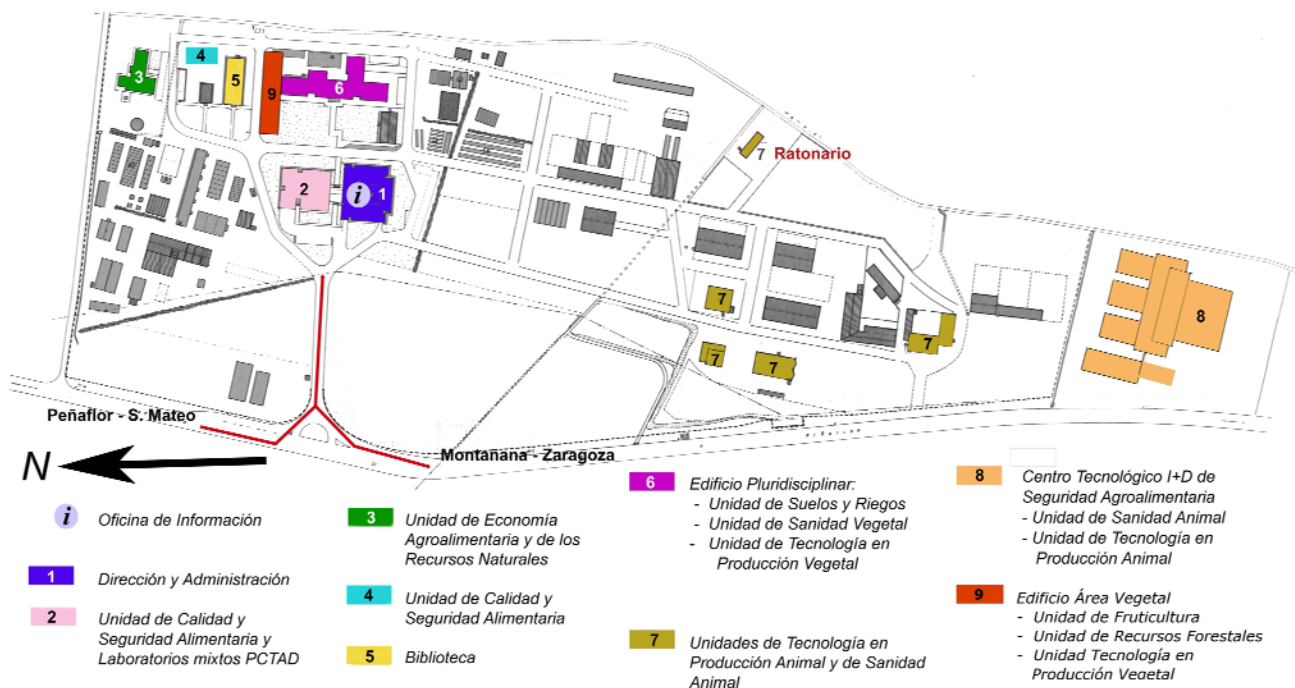 4
3
5
9
6
7
Ratonario
2
i
1
7
8
7
7
7
Peñaflor - S. Mateo
Montañana - Zaragoza
N
i Oficina de Información
1 Dirección y Administración
2 Unidad de Calidad y
Seguridad Alimentaria y
Laboratorios mixtos PCTAD
3 Unidad de Economía
Agroalimentaria y de los
Recursos Naturales
4 Unidad de Calidad y
Seguridad Alimentaria
5 Biblioteca
6 Edificio Pluridisciplinar:
- Unidad de Suelos y Riegos
- Unidad de Sanidad Vegetal
- Unidad de Tecnología en
Producción Vegetal
7 Unidades de Tecnología en
Producción Animal y de Sanidad
Animal
8 Centro Tecnológico I+D de
Seguridad Agroalimentaria
- Unidad de Sanidad Animal
- Unidad de Tecnología en
Producción Animal
9 Edificio Área Vegetal
- Unidad de Fruticultura
- Unidad de Recursos Forestales
- Unidad Tecnología en
Producción Vegetal